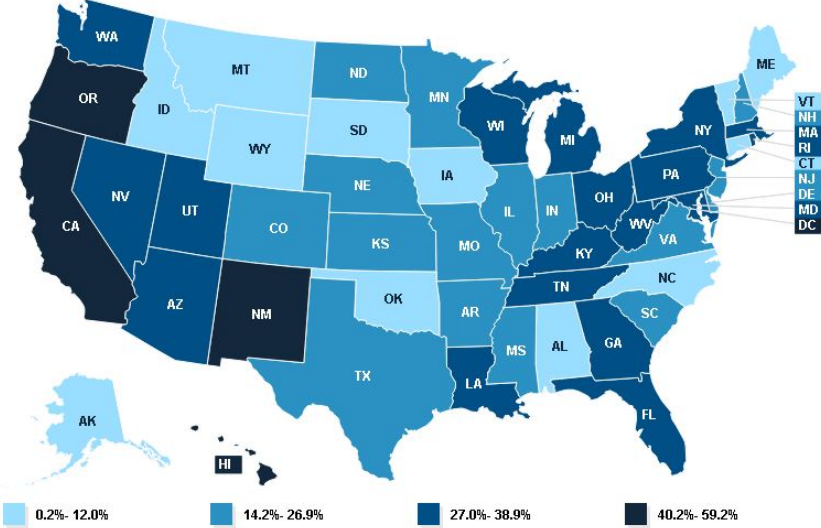 WA
OR
CA
ID
NV
MT
WY
UT
AZ
CO
NM
ND
SD
NE
KS
OK
TX
MN
IA
MO
AR
LA
WI
IL
MS
MI
IN
KY
TN
AL
OH
WV
GA
FL
SC
NC
VA
PA
NY
ME
VT
NH
MA
RI
CT
NJ
DE
MD
DC
AK
HI
0.2%- 12.0%
14.2%- 26.9%
27.0%- 38.9%
40.2%- 59.2%